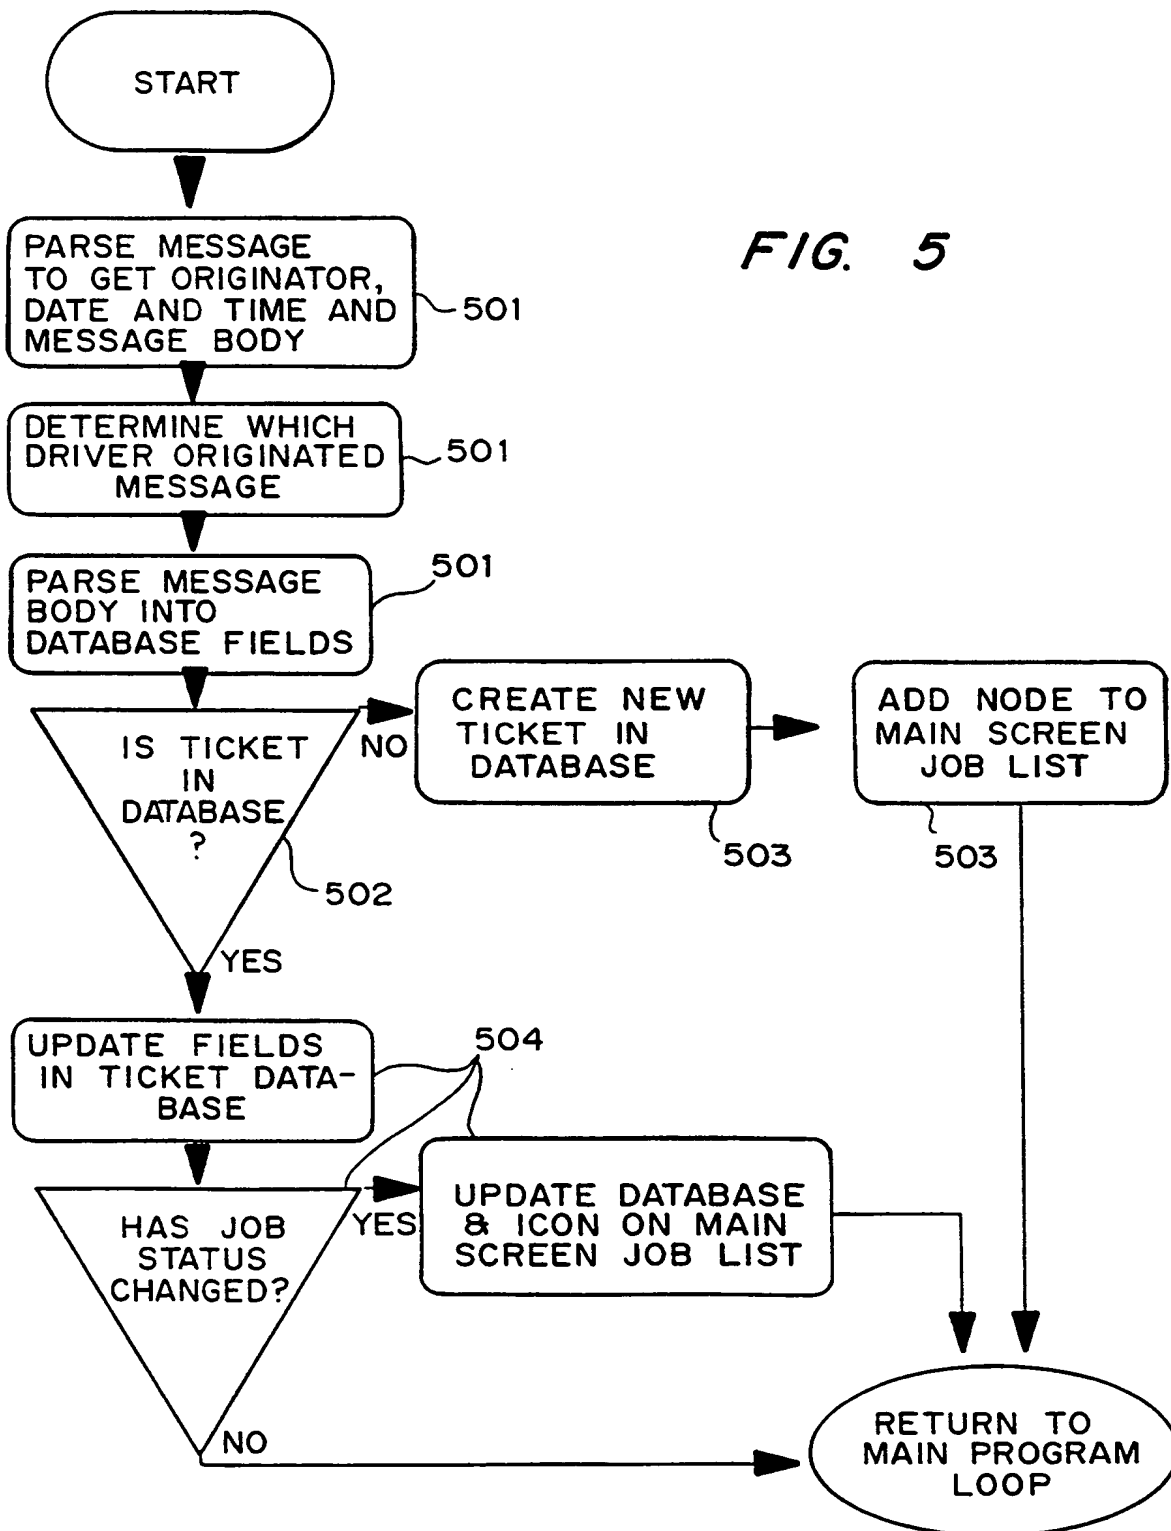 START
FIG. 5
PARSE MESSAGE
TO GET ORIGINATOR,
DATE AND TIME AND
MESSAGE BODY
501
DETERMINE WHICH
DRIVER ORIGINATED
MESSAGE
501
PARSE MESSAGE
BODY INTO
DATABASE FIELDS
501
IS TICKET
IN
DATABASE
?
502
NO
CREATE NEW
TICKET IN
DATABASE
503
ADD NODE TO
MAIN SCREEN
JOB LIST
503
YES
UPDATE FIELDS
IN TICKET DATA-
BASE
504
HAS JOB
STATUS
CHANGED?
YES
UPDATE DATABASE
& ICON ON MAIN
SCREEN JOB LIST
NO
RETURN TO
MAIN PROGRAM
LOOP